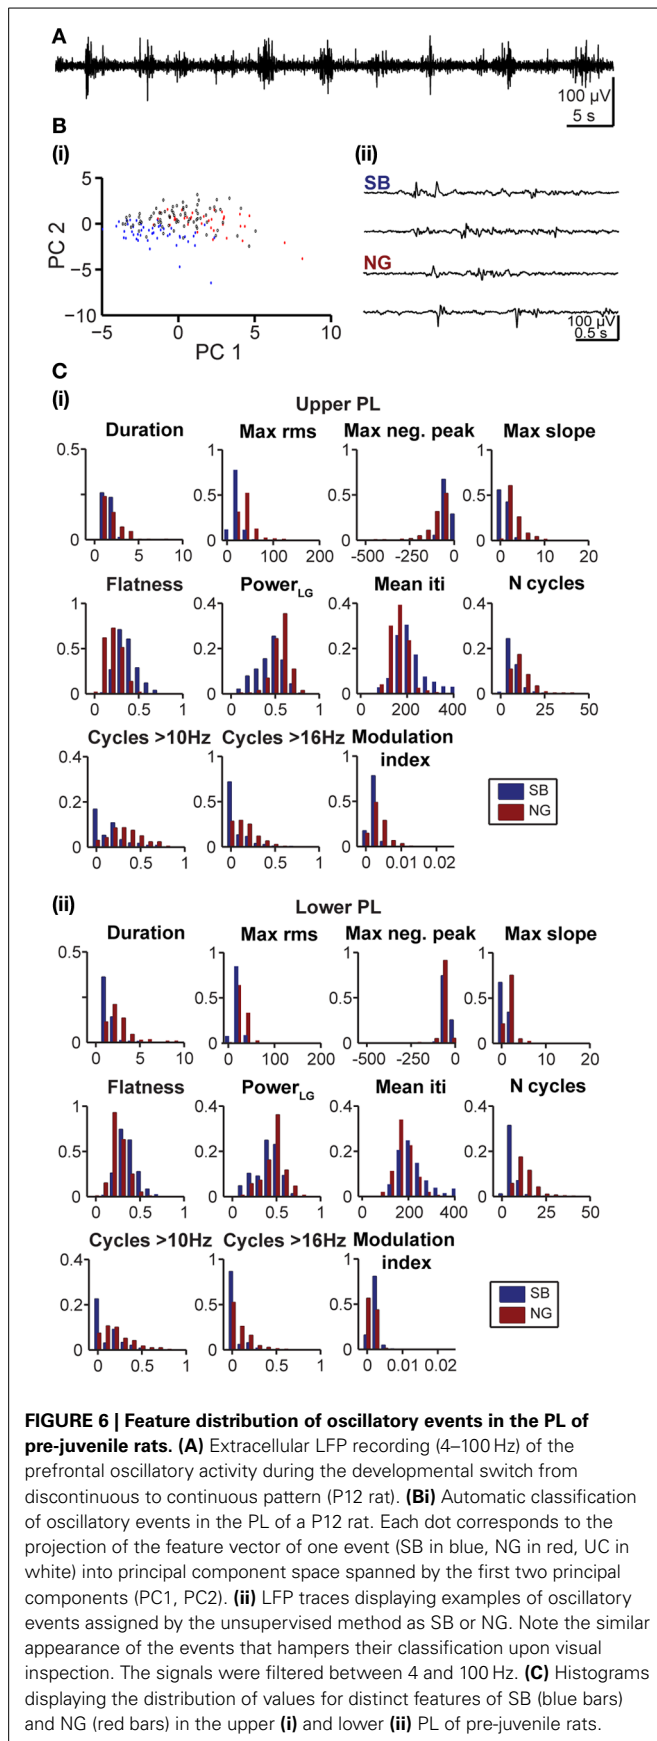 A
100 µV
5 s
B
(i)
(ii)
5
0
−5
−10
PC 2
−5
0
5
10
PC 1
SB
NG
100 µV
0.5 s
C
(i)
Upper PL
Duration
Max rms
Max neg. peak
Max slope
0.5
0
0
5
10
1
0.5
0
0
100
200
1
0.5
0
-500
-250
0
1
0.5
0
0
10
20
Flatness
PowerLG
Mean iti
N cycles
1
0.5
0
0
0.5
1
0.4
0.2
0
0
0.5
1
0.4
0.2
0
0
200
400
0.4
0.2
0
0
25
50
Cycles >10Hz
Cycles >16Hz
Modulation
index
0.4
0.2
0
0
0.5
1
1
0.5
0
0
0.5
1
1
0.5
0
0
0.01
0.02
SB
NG
(ii)
Lower PL
Duration
Max rms
Max neg. peak
Max slope
0.5
0
0
5
10
1
0.5
0
0
100
200
1
0.5
0
-500
-250
0
1
0.5
0
0
10
20
Flatness
PowerLG
Mean iti
N cycles
1
0.5
0
0
0.5
1
0.4
0.2
0
0
0.5
1
0.4
0.2
0
0
200
400
0.4
0.2
0
0
25
50
Cycles >10Hz
Cycles >16Hz
Modulation
index
0.4
0.2
0
0
0.5
1
1
0.5
0
0
0.5
1
1
0.5
0
0
0.01
0.02
SB
NG
FIGURE 6 | Feature distribution of oscillatory events in the PL of
pre-juvenile rats. (A) Extracellular LFP recording (4–100 Hz) of the
prefrontal oscillatory activity during the developmental switch from
discontinuous to continuous pattern (P12 rat). (Bi) Automatic classification
of oscillatory events in the PL of a P12 rat. Each dot corresponds to the
projection of the feature vector of one event (SB in blue, NG in red, UC in
white) into principal component space spanned by the first two principal
components (PC1, PC2). (ii) LFP traces displaying examples of oscillatory
events assigned by the unsupervised method as SB or NG. Note the similar
appearance of the events that hampers their classification upon visual
inspection. The signals were filtered between 4 and 100 Hz. (C) Histograms
displaying the distribution of values for distinct features of SB (blue bars)
and NG (red bars) in the upper (i) and lower (ii) PL of pre-juvenile rats.